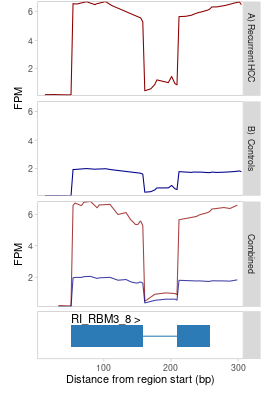 6
4
2
A) Recurrent HCC
FPM
6
4
2
B) Controls
6
4
2
Combined
FPM
RI_RBM3_8 >
100
200
300
Distance from region start (bp)